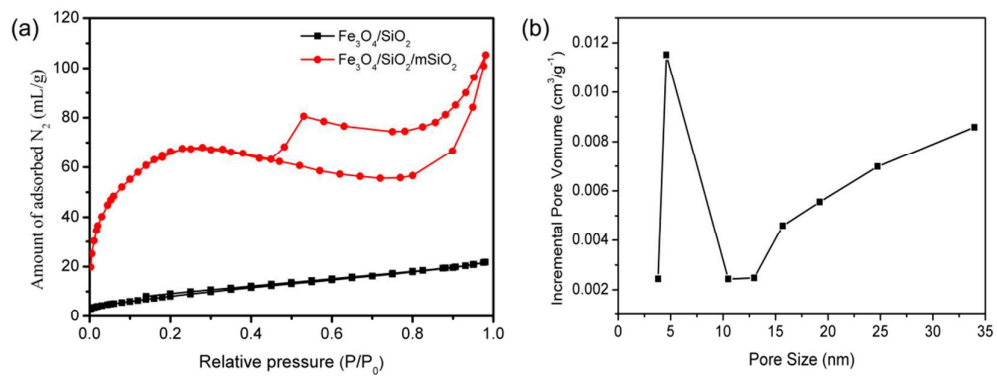 (a)
120
100
80
60
40
20
0
Amount of adsorbed N₂ (mL/g)
Fe₃O₄/SiO₂
Fe₃O₄/SiO₂/mSiO₂
0.0 0.2 0.4 0.6 0.8 1.0
Relative pressure (P/P₀)
(b)
0.012
0.010
0.008
0.006
0.004
0.002
Incremental Pore Vomume (cm³/g⁻¹)
0 5 10 15 20 25 30 35
Pore Size (nm)